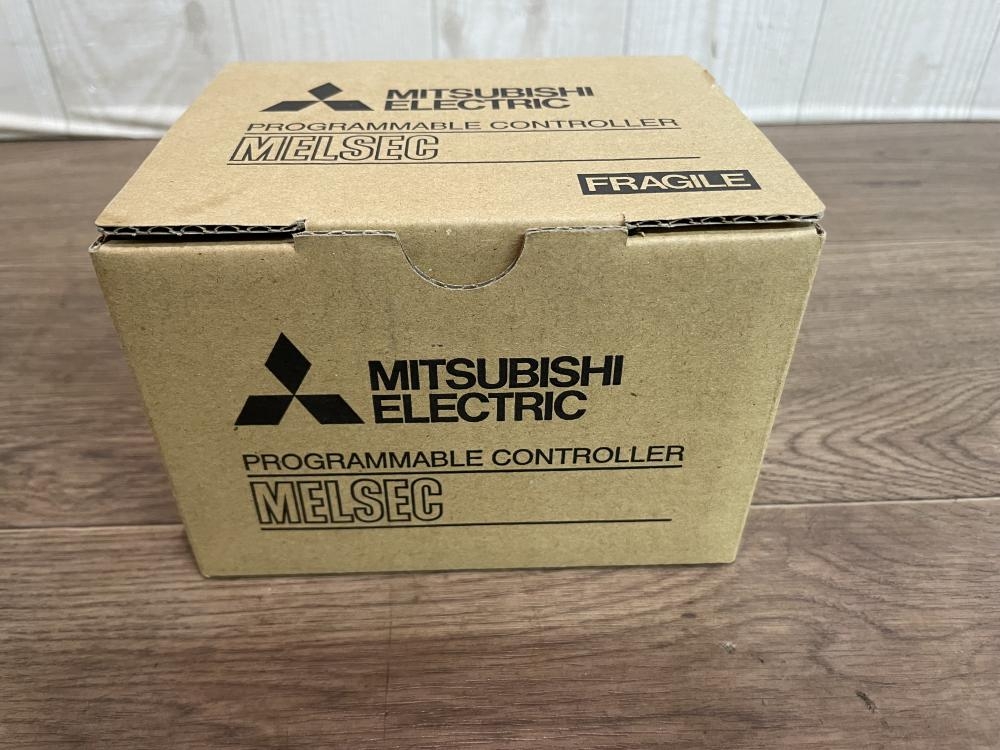 MITSUBISHI
ELECTRIC
PROGRAMMABLE CONTROLLER
MELSEC
FRAGILE
MITSUBISHI
ELECTRIC
PROGRAMMABLE CONTROLLER
MELSEC